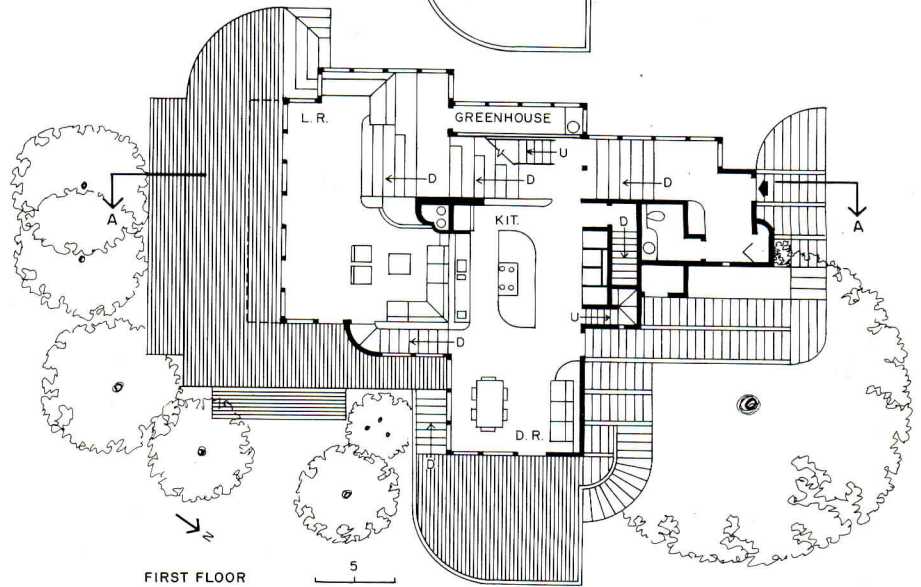 L. R.
GREENHOUSE
U
D
D
D
A
A
KIT.
D
U
D
D. R.
D
N
FIRST FLOOR
5